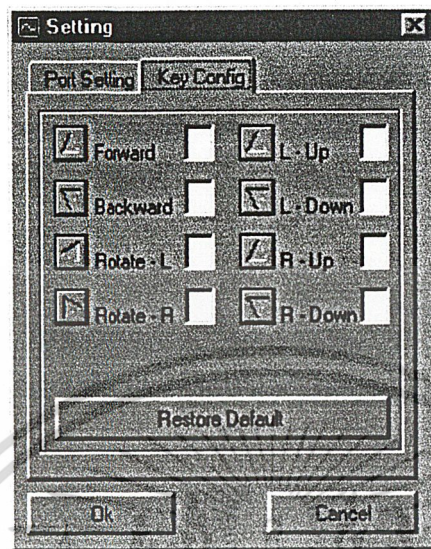 Setting
Port Setting Key Config
Forward L - Up
Backward L - Down
Rotate - L R - Up
Rotate - R R - Down
Restore Default
Ok Cancel